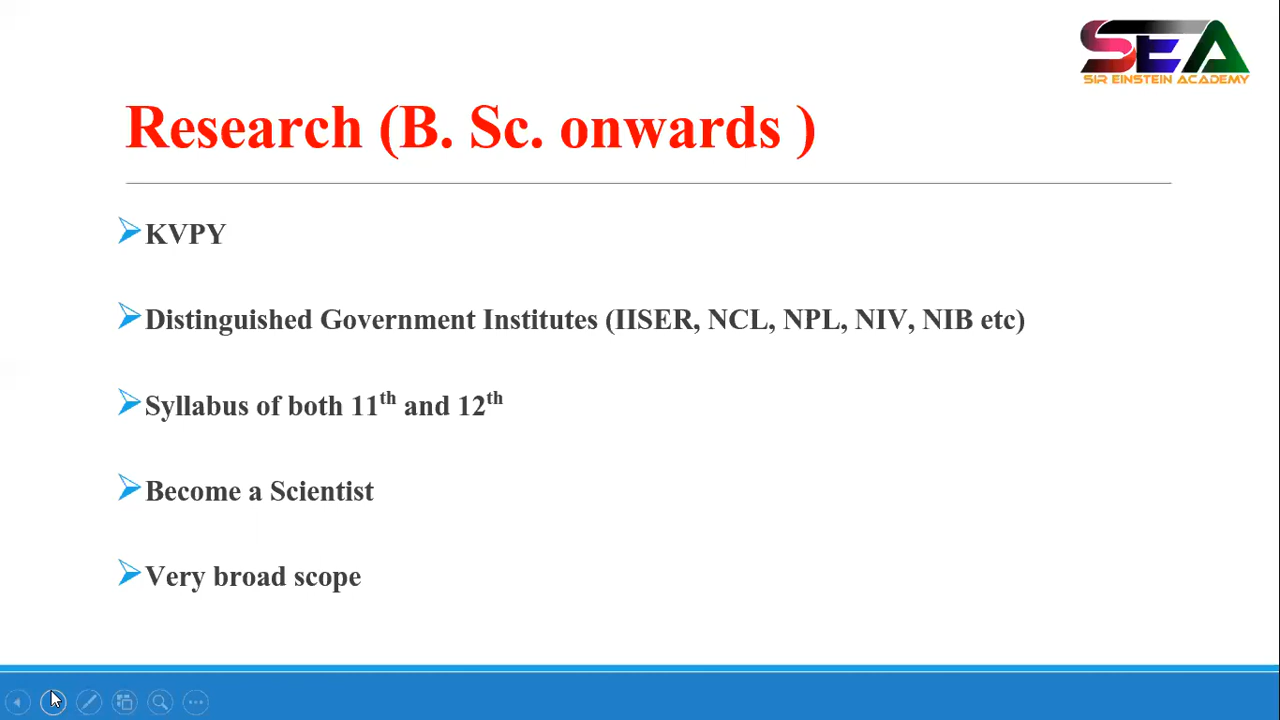 SEA
SIR EINSTEIN ACADEMY
Research (B. Sc. onwards )
KVPY
Distinguished Government Institutes (IISER, NCL, NPL, NIV, NIB etc)
Syllabus of both 11th and 12th
Become a Scientist
Very broad scope